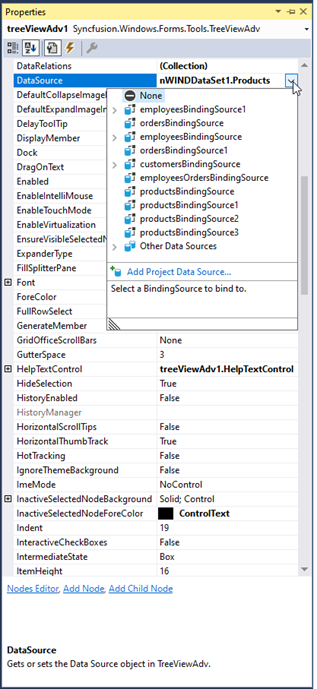 Properties
treeViewAdv1 Syncfusion.Windows.Forms.Tools.TreeViewAdv
DataRelations (Collection)
DataSource nWINDDataSet1.Products
DefaultCollapseImage
None
DefaultExpandImageIn
employeesBindingSource1
DelayToolTip
ordersBindingSource
DisplayMember
employeesBindingSource
Dock
ordersBindingSource1
DragOnText
customersBindingSource
Enabled
employeesOrdersBindingSource
EnableIntelliMouse
productsBindingSource
EnableTouchMode
productsBindingSource1
EnableVirtualization
productsBindingSource2
EnsureVisibleSelectedN
productsBindingSource3
ExpanderType
Other Data Sources
FillSplitterPane
Add Project Data Source...
Font
ForeColor
Select a BindingSource to bind to.
FullRowSelect
GenerateMember
GridOfficeScrollBars None
GutterSpace 3
HelpTextControl treeViewAdv1.HelpTextControl
HideSelection True
HistoryEnabled False
HistoryManager
HorizontalScrollTips False
HorizontalThumbTrack True
HotTracking False
IgnoreThemeBackground False
ImeMode NoControl
InactiveSelectedNodeBackground Solid; Control
InactiveSelectedNodeForeColor ControlText
Indent 19
InteractiveCheckBoxes False
IntermediateState Box
ItemHeight 16
Nodes Editor, Add Node, Add Child Node
DataSource
Gets or sets the Data Source object in TreeViewAdv.